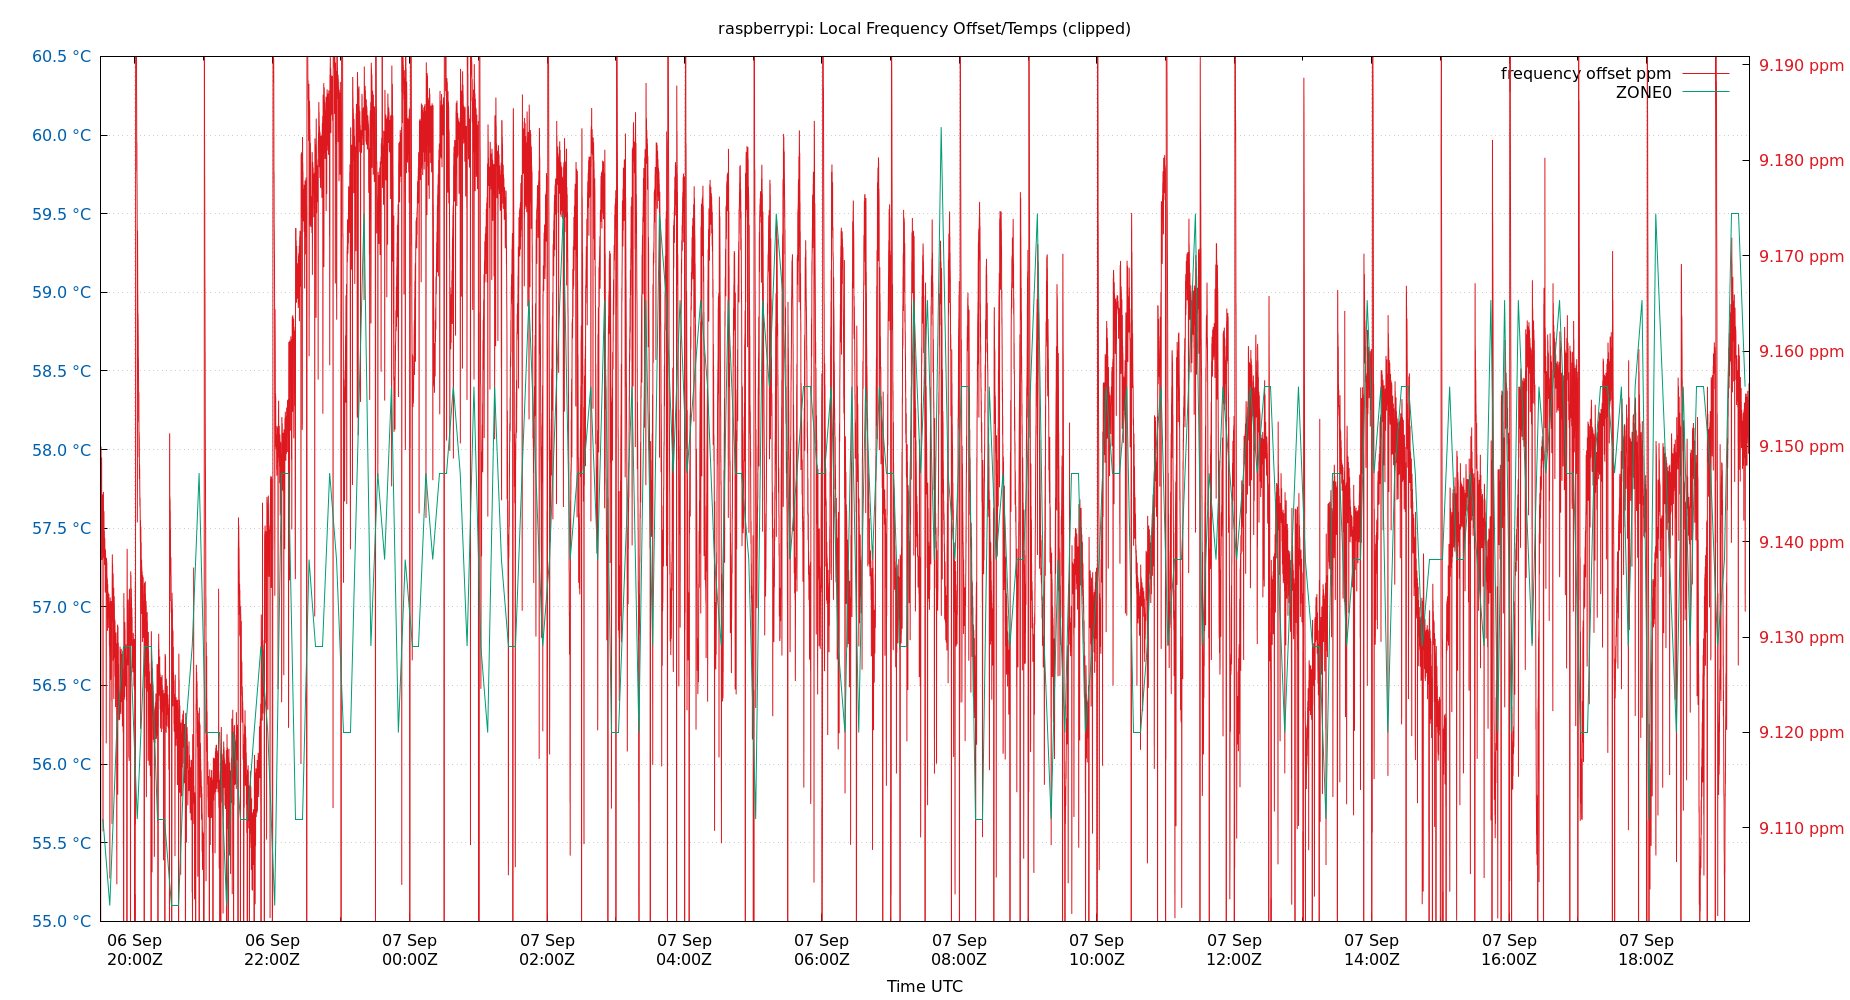 raspberrypi: Local Frequency Offset/Temps (clipped)
60.5 °C
60.0 °C
59.5 °C
59.0 °C
58.5 °C
58.0 °C
57.5 °C
57.0 °C
56.5 °C
56.0 °C
55.5 °C
55.0 °C
frequency offset ppm
ZONE0
9.190 ppm
9.180 ppm
9.170 ppm
9.160 ppm
9.150 ppm
9.140 ppm
9.130 ppm
9.120 ppm
9.110 ppm
06 Sep 06 Sep 07 Sep 07 Sep 07 Sep 07 Sep 07 Sep 07 Sep 07 Sep 07 Sep 07 Sep 07 Sep
20:00Z 22:00Z 00:00Z 02:00Z 04:00Z 06:00Z 08:00Z 10:00Z 12:00Z 14:00Z 16:00Z 18:00Z
Time UTC